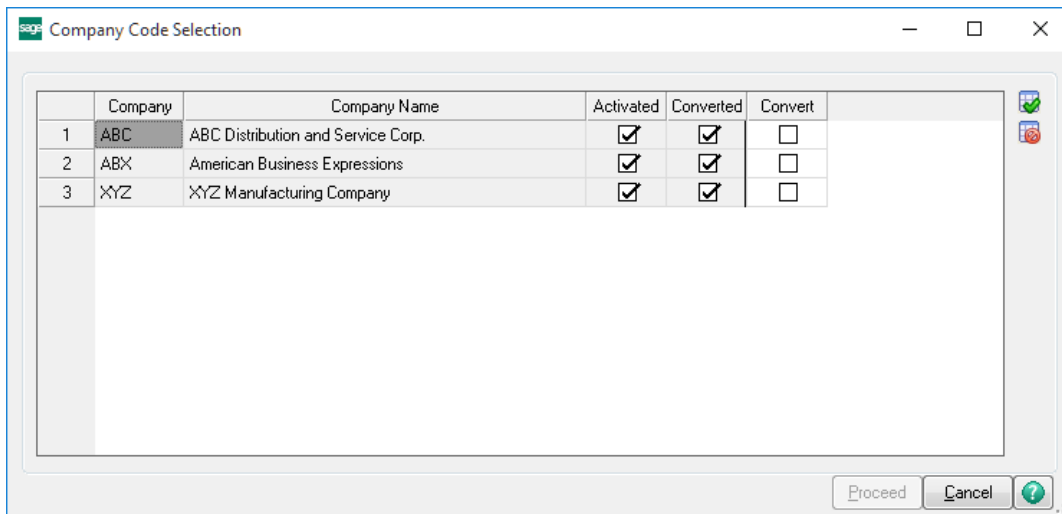 sage Company Code Selection
Company Company Name Activated Converted Convert
1 ABC ABC Distribution and Service Corp.
2 ABX American Business Expressions
3 XYZ XYZ Manufacturing Company
Proceed Cancel ?